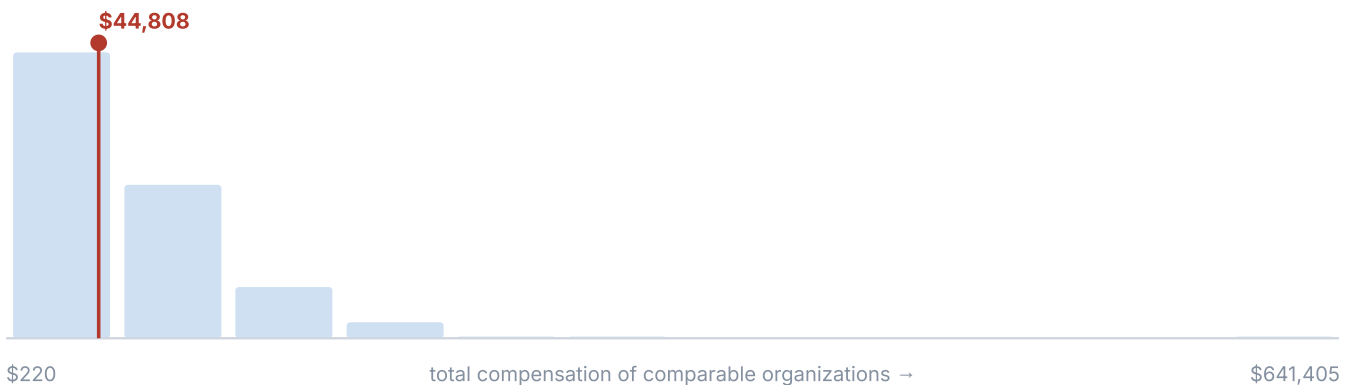 $44,808
$220 total compensation of comparable organizations → $641,405